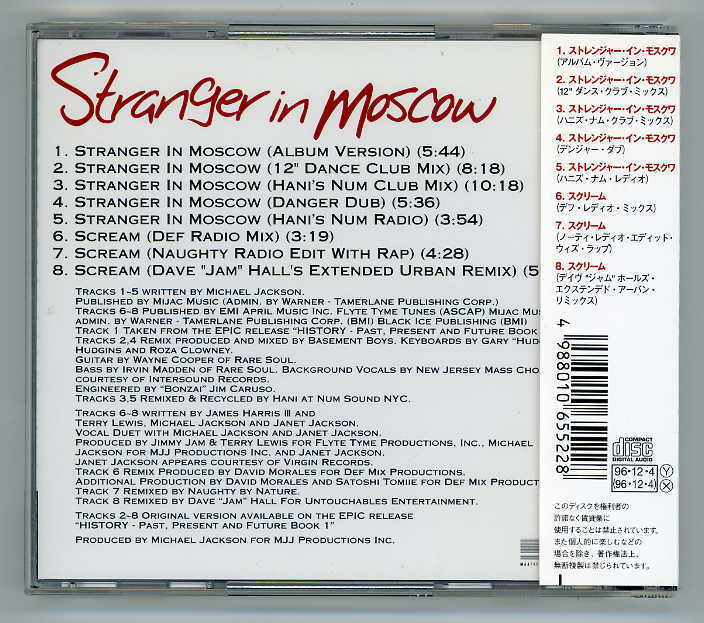 Stranger in Moscow
1. STRANGER IN MOSCOW (ALBUM VERSION) (5:44)
2. STRANGER IN MOSCOW (12" DANCE CLUB MIX) (8:18)
3. STRANGER IN MOSCOW (HANI'S NUM CLUB MIX) (10:18)
4. STRANGER IN MOSCOW (DANGER DUB) (5:36)
5. STRANGER IN MOSCOW (HANI'S NUM RADIO) (3:54)
6. SCREAM (DEF RADIO MIX) (3:19)
7. SCREAM (NAUGHTY RADIO EDIT WITH RAP) (4:28)
8. SCREAM (DAVE "JAM" HALL'S EXTENDED URBAN REMIX) (5
TRACKS 1-5 WRITTEN BY MICHAEL JACKSON.
PUBLISHED BY MIJAC MUSIC (ADMIN. BY WARNER - TAMERLANE PUBLISHING CORP.)
TRACKS 6-8 PUBLISHED BY EMI APRIL MUSIC INC. FLYTE TYME TUNES (ASCAP) MIJAC MUS
ADMIN. BY WARNER - TAMERLANE PUBLISHING CORP. (BMI) BLACK ICE PUBLISHING (BMI)
TRACK 1 TAKEN FROM THE EPIC RELEASE "HISTORY - PAST, PRESENT AND FUTURE BOOK
TRACKS 2,4 REMIX PRODUCED AND MIXED BY BASEMENT BOYS. KEYBOARDS BY GARY "HUD
HUDGINS AND ROZA CLOWNEY.
GUITAR BY WAYNE COOPER OF RARE SOUL.
BASS BY IRVIN MADDEN OF RARE SOUL. BACKGROUND VOCALS BY NEW JERSEY MASS CHO
COURTESY OF INTERSOUND RECORDS.
ENGINEERED BY "BONZAI" JIM CARUSO.
TRACKS 3,5 REMIXED & RECYCLED BY HANI AT NUM SOUND NYC.
TRACKS 6-8 WRITTEN BY JAMES HARRIS III AND
TERRY LEWIS, MICHAEL JACKSON AND JANET JACKSON.
VOCAL DUET WITH MICHAEL JACKSON AND JANET JACKSON.
PRODUCED BY JIMMY JAM & TERRY LEWIS FOR FLYTE TYME PRODUCTIONS, INC., MICHAEL
JACKSON FOR MJJ PRODUCTIONS INC. AND JANET JACKSON.
JANET JACKSON APPEARS COURTESY OF VIRGIN RECORDS.
TRACK 6 REMIX PRODUCED BY DAVID MORALES FOR DEF MIX PRODUCTIONS.
ADDITIONAL PRODUCTION BY DAVID MORALES AND SATOSHI TOMIIE FOR DEF MIX PRODUCT
TRACK 7 REMIXED BY NAUGHTY BY NATURE.
TRACK 8 REMIXED BY DAVE "JAM" HALL FOR UNTOUCHABLES ENTERTAINMENT.
TRACKS 2-8 ORIGINAL VERSION AVAILABLE ON THE EPIC RELEASE
"HISTORY - PAST, PRESENT AND FUTURE BOOK 1"
PRODUCED BY MICHAEL JACKSON FOR MJJ PRODUCTIONS INC.
1. ストレンジャー・イン・モスクワ
(アルバム・ヴァージョン)
2. ストレンジャー・イン・モスクワ
(12" ダンス・クラブ・ミックス)
3. ストレンジャー・イン・モスクワ
(ハニズ・ナム・クラブ・ミックス)
4. ストレンジャー・イン・モスクワ
(デンジャー・ダブ)
5. ストレンジャー・イン・モスクワ
(ハニズ・ナム・レディオ)
6. スクリーム
(デフ・レディオ・ミックス)
7. スクリーム
(ノーティ・レディオ・エディット・
ウィズ・ラップ)
8. スクリーム
(デイヴ "ジャム" ホールズ・
エクステンデド・アーバン・
リミックス)
4 988010 655228
COMPACT
disc
DIGITAL AUDIO
96・12・4 Y
(96・12・4) X
このディスクを権利者の
許諾なく賃貸業に
使用することは禁止されています。
また個人的に楽しむなどの
場合を除き、著作権法上、
無断複製は禁じられています。